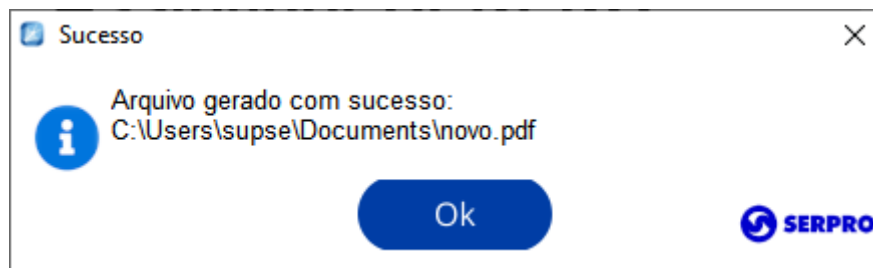 Sucesso
Arquivo gerado com sucesso:
C:\Users\supse\Documents\novo.pdf
Ok
SERPRO